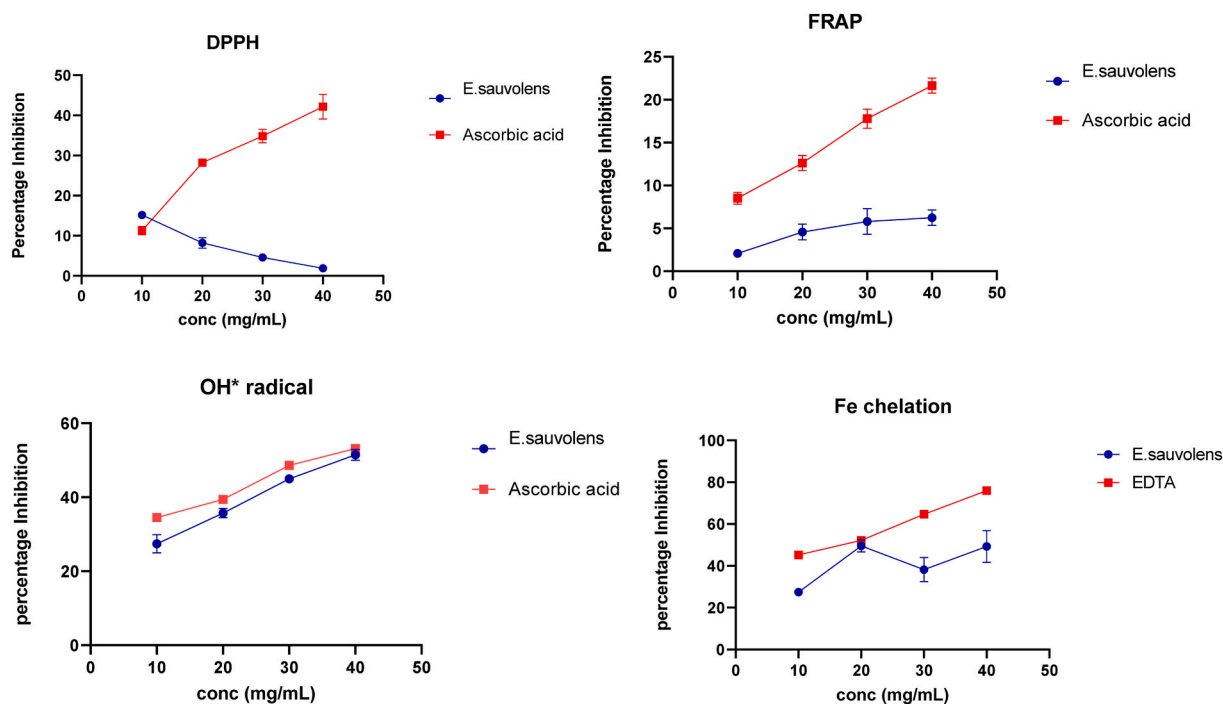 DPPH
Percentage Inhibition
50
40
30
20
10
0
0 10 20 30 40 50
conc (mg/mL)
E.sauvolens
Ascorbic acid
FRAP
Percentage Inhibition
25
20
15
10
5
0
0 10 20 30 40 50
conc (mg/mL)
E.sauvolens
Ascorbic acid
OH* radical
percentage Inhibition
60
40
20
0
0 10 20 30 40 50
conc (mg/mL)
E.sauvolens
Ascorbic acid
Fe chelation
percentage Inhibition
100
80
60
40
20
0
0 10 20 30 40 50
conc (mg/mL)
E.sauvolens
EDTA